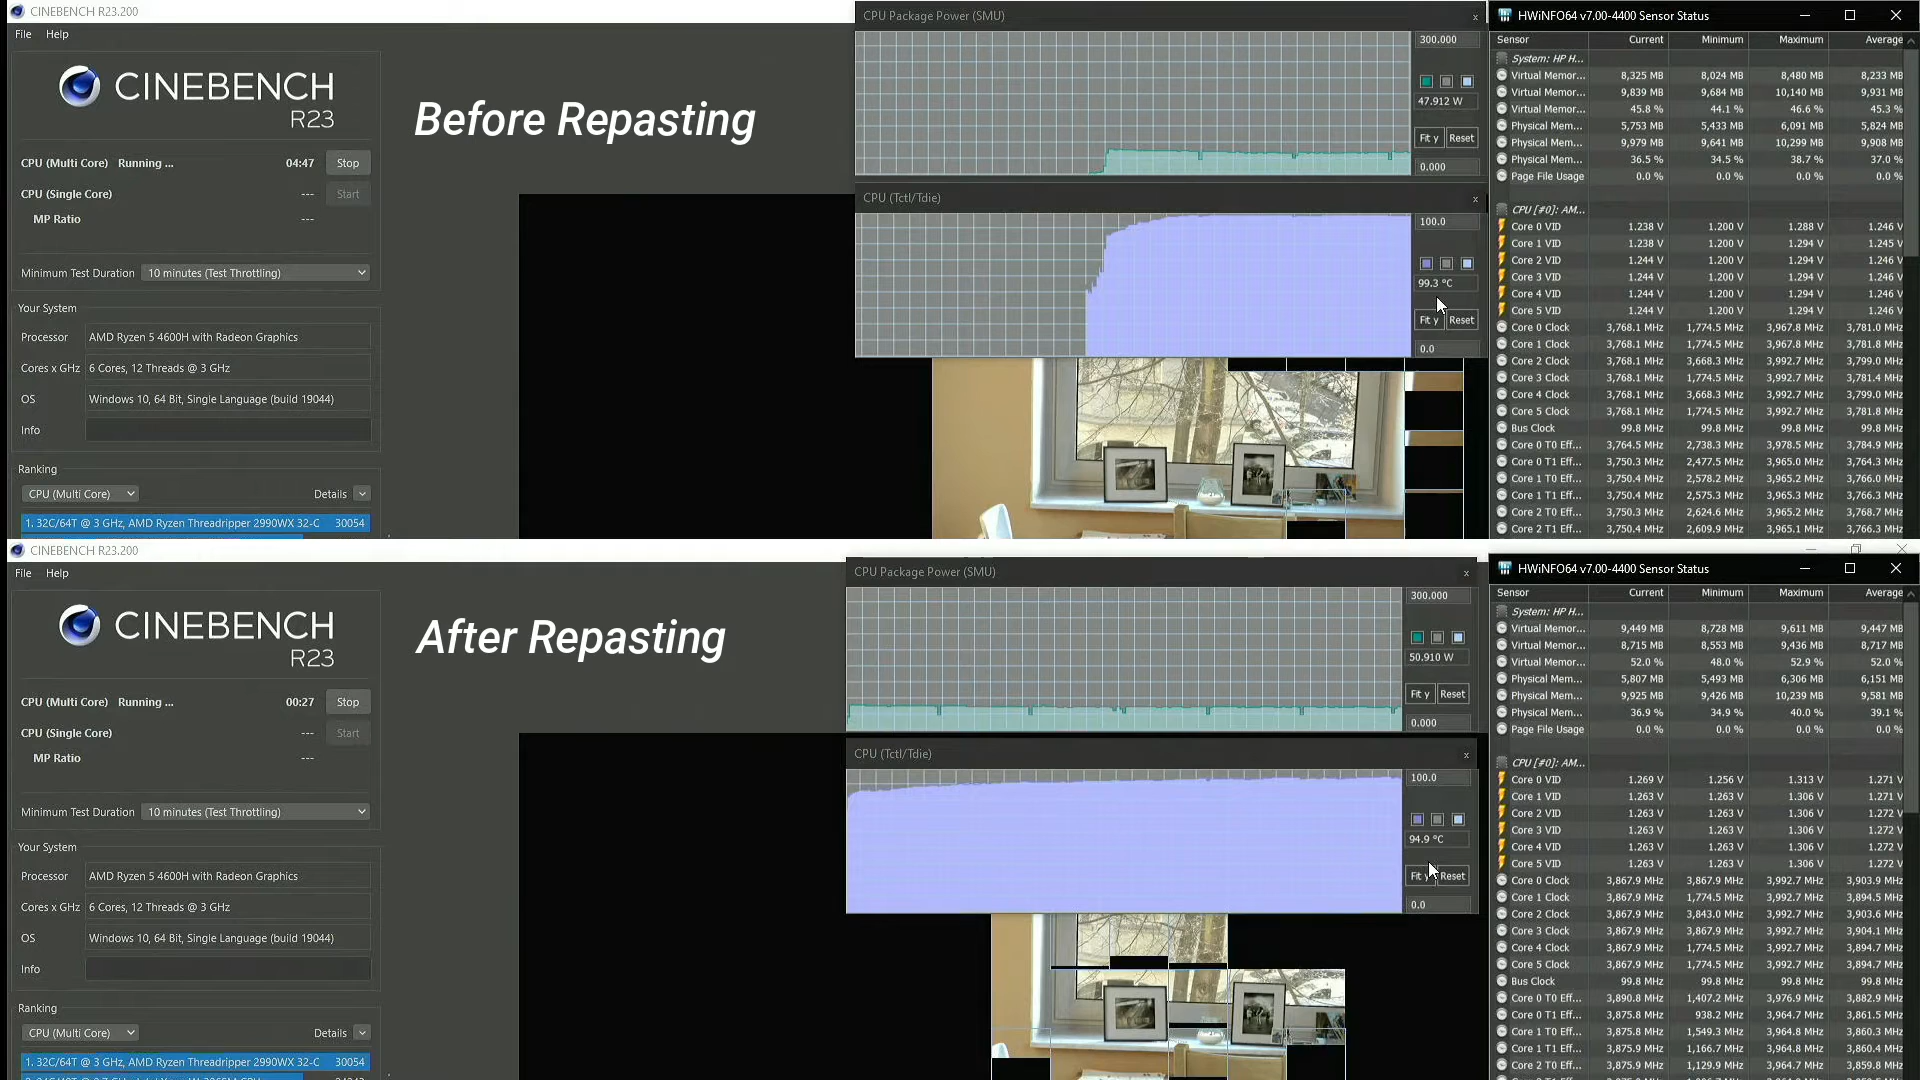 CINEBENCH R23.200
File Help
CINEBENCH
R23
CPU (Multi Core) Running ... 04:47 Stop
CPU (Single Core) --- Start
MP Ratio ---
Minimum Test Duration 10 minutes (Test Throttling)
Your System
Processor AMD Ryzen 5 4600H with Radeon Graphics
Cores x GHz 6 Cores, 12 Threads @ 3 GHz
OS Windows 10, 64 Bit, Single Language (build 19044)
Info
Ranking
CPU (Multi Core) Details
1. 32C/64T @ 3 GHz, AMD Ryzen Threadripper 2990WX 32-C 30054
Before Repasting
CPU Package Power (SMU) x
300.000
47.912 W
Fit y Reset
0.000
CPU (Tctl/Tdie) x
100.0
99.3 °C
Fit y Reset
0.0
HWiNFO64 v7.00-4400 Sensor Status
Sensor Current Minimum Maximum Average
System: HP H...
Virtual Memor... 8,325 MB 8,024 MB 8,480 MB 8,233 MB
Virtual Memor... 9,839 MB 9,684 MB 10,140 MB 9,931 MB
Virtual Memor... 45.8 % 44.1 % 46.6 % 45.3 %
Physical Mem... 5,753 MB 5,433 MB 6,091 MB 5,824 MB
Physical Mem... 9,979 MB 9,641 MB 10,299 MB 9,908 MB
Physical Mem... 36.5 % 34.5 % 38.7 % 37.0 %
Page File Usage 0.0 % 0.0 % 0.0 % 0.0 %
CPU [#0]: AM...
Core 0 VID 1.238 V 1.200 V 1.288 V 1.246 V
Core 1 VID 1.238 V 1.200 V 1.294 V 1.245 V
Core 2 VID 1.244 V 1.200 V 1.294 V 1.246 V
Core 3 VID 1.244 V 1.200 V 1.294 V 1.246 V
Core 4 VID 1.244 V 1.200 V 1.294 V 1.246 V
Core 5 VID 1.244 V 1.200 V 1.294 V 1.246 V
Core 0 Clock 3,768.1 MHz 1,774.5 MHz 3,967.8 MHz 3,781.0 MHz
Core 1 Clock 3,768.1 MHz 1,774.5 MHz 3,967.8 MHz 3,781.8 MHz
Core 2 Clock 3,768.1 MHz 3,668.3 MHz 3,992.7 MHz 3,799.0 MHz
Core 3 Clock 3,768.1 MHz 1,774.5 MHz 3,992.7 MHz 3,781.4 MHz
Core 4 Clock 3,768.1 MHz 3,668.3 MHz 3,992.7 MHz 3,799.0 MHz
Core 5 Clock 3,768.1 MHz 1,774.5 MHz 3,992.7 MHz 3,781.8 MHz
Bus Clock 99.8 MHz 99.8 MHz 99.8 MHz 99.8 MHz
Core 0 T0 Eff... 3,764.5 MHz 2,738.3 MHz 3,978.5 MHz 3,784.9 MHz
Core 0 T1 Eff... 3,750.3 MHz 2,477.5 MHz 3,965.0 MHz 3,764.3 MHz
Core 1 T0 Eff... 3,750.4 MHz 2,578.2 MHz 3,965.2 MHz 3,766.0 MHz
Core 1 T1 Eff... 3,750.4 MHz 2,575.3 MHz 3,965.3 MHz 3,766.3 MHz
Core 2 T0 Eff... 3,750.3 MHz 2,624.6 MHz 3,965.2 MHz 3,768.7 MHz
Core 2 T1 Eff... 3,750.4 MHz 2,609.9 MHz 3,965.1 MHz 3,766.3 MHz
CINEBENCH R23.200
File Help
CINEBENCH
R23
CPU (Multi Core) Running ... 00:27 Stop
CPU (Single Core) --- Start
MP Ratio ---
Minimum Test Duration 10 minutes (Test Throttling)
Your System
Processor AMD Ryzen 5 4600H with Radeon Graphics
Cores x GHz 6 Cores, 12 Threads @ 3 GHz
OS Windows 10, 64 Bit, Single Language (build 19044)
Info
Ranking
CPU (Multi Core) Details
1. 32C/64T @ 3 GHz, AMD Ryzen Threadripper 2990WX 32-C 30054
After Repasting
CPU Package Power (SMU) x
300.000
50.910 W
Fit y Reset
0.000
CPU (Tctl/Tdie) x
100.0
94.9 °C
Fit y Reset
0.0
HWiNFO64 v7.00-4400 Sensor Status
Sensor Current Minimum Maximum Average
System: HP H...
Virtual Memor... 9,449 MB 8,728 MB 9,611 MB 9,447 MB
Virtual Memor... 8,715 MB 8,553 MB 9,436 MB 8,717 MB
Virtual Memor... 52.0 % 48.0 % 52.9 % 52.0 %
Physical Mem... 5,807 MB 5,493 MB 6,306 MB 6,151 MB
Physical Mem... 9,925 MB 9,426 MB 10,239 MB 9,581 MB
Physical Mem... 36.9 % 34.9 % 40.0 % 39.1 %
Page File Usage 0.0 % 0.0 % 0.0 % 0.0 %
CPU [#0]: AM...
Core 0 VID 1.269 V 1.256 V 1.313 V 1.271 V
Core 1 VID 1.263 V 1.263 V 1.306 V 1.271 V
Core 2 VID 1.263 V 1.263 V 1.306 V 1.272 V
Core 3 VID 1.263 V 1.263 V 1.306 V 1.272 V
Core 4 VID 1.263 V 1.263 V 1.306 V 1.272 V
Core 5 VID 1.263 V 1.263 V 1.306 V 1.272 V
Core 0 Clock 3,867.9 MHz 3,867.9 MHz 3,992.7 MHz 3,903.9 MHz
Core 1 Clock 3,867.9 MHz 1,774.5 MHz 3,992.7 MHz 3,894.5 MHz
Core 2 Clock 3,867.9 MHz 3,843.0 MHz 3,992.7 MHz 3,903.6 MHz
Core 3 Clock 3,867.9 MHz 3,867.9 MHz 3,992.7 MHz 3,904.1 MHz
Core 4 Clock 3,867.9 MHz 1,774.5 MHz 3,992.7 MHz 3,894.7 MHz
Core 5 Clock 3,867.9 MHz 1,774.5 MHz 3,992.7 MHz 3,894.7 MHz
Bus Clock 99.8 MHz 99.8 MHz 99.8 MHz 99.8 MHz
Core 0 T0 Eff... 3,890.8 MHz 1,407.2 MHz 3,976.9 MHz 3,882.9 MHz
Core 0 T1 Eff... 3,875.8 MHz 938.2 MHz 3,964.7 MHz 3,861.5 MHz
Core 1 T0 Eff... 3,875.8 MHz 1,549.3 MHz 3,964.8 MHz 3,860.3 MHz
Core 1 T1 Eff... 3,875.9 MHz 1,166.7 MHz 3,964.8 MHz 3,860.4 MHz
Core 2 T0 Eff... 3,875.9 MHz 1,129.9 MHz 3,964.7 MHz 3,859.8 MHz